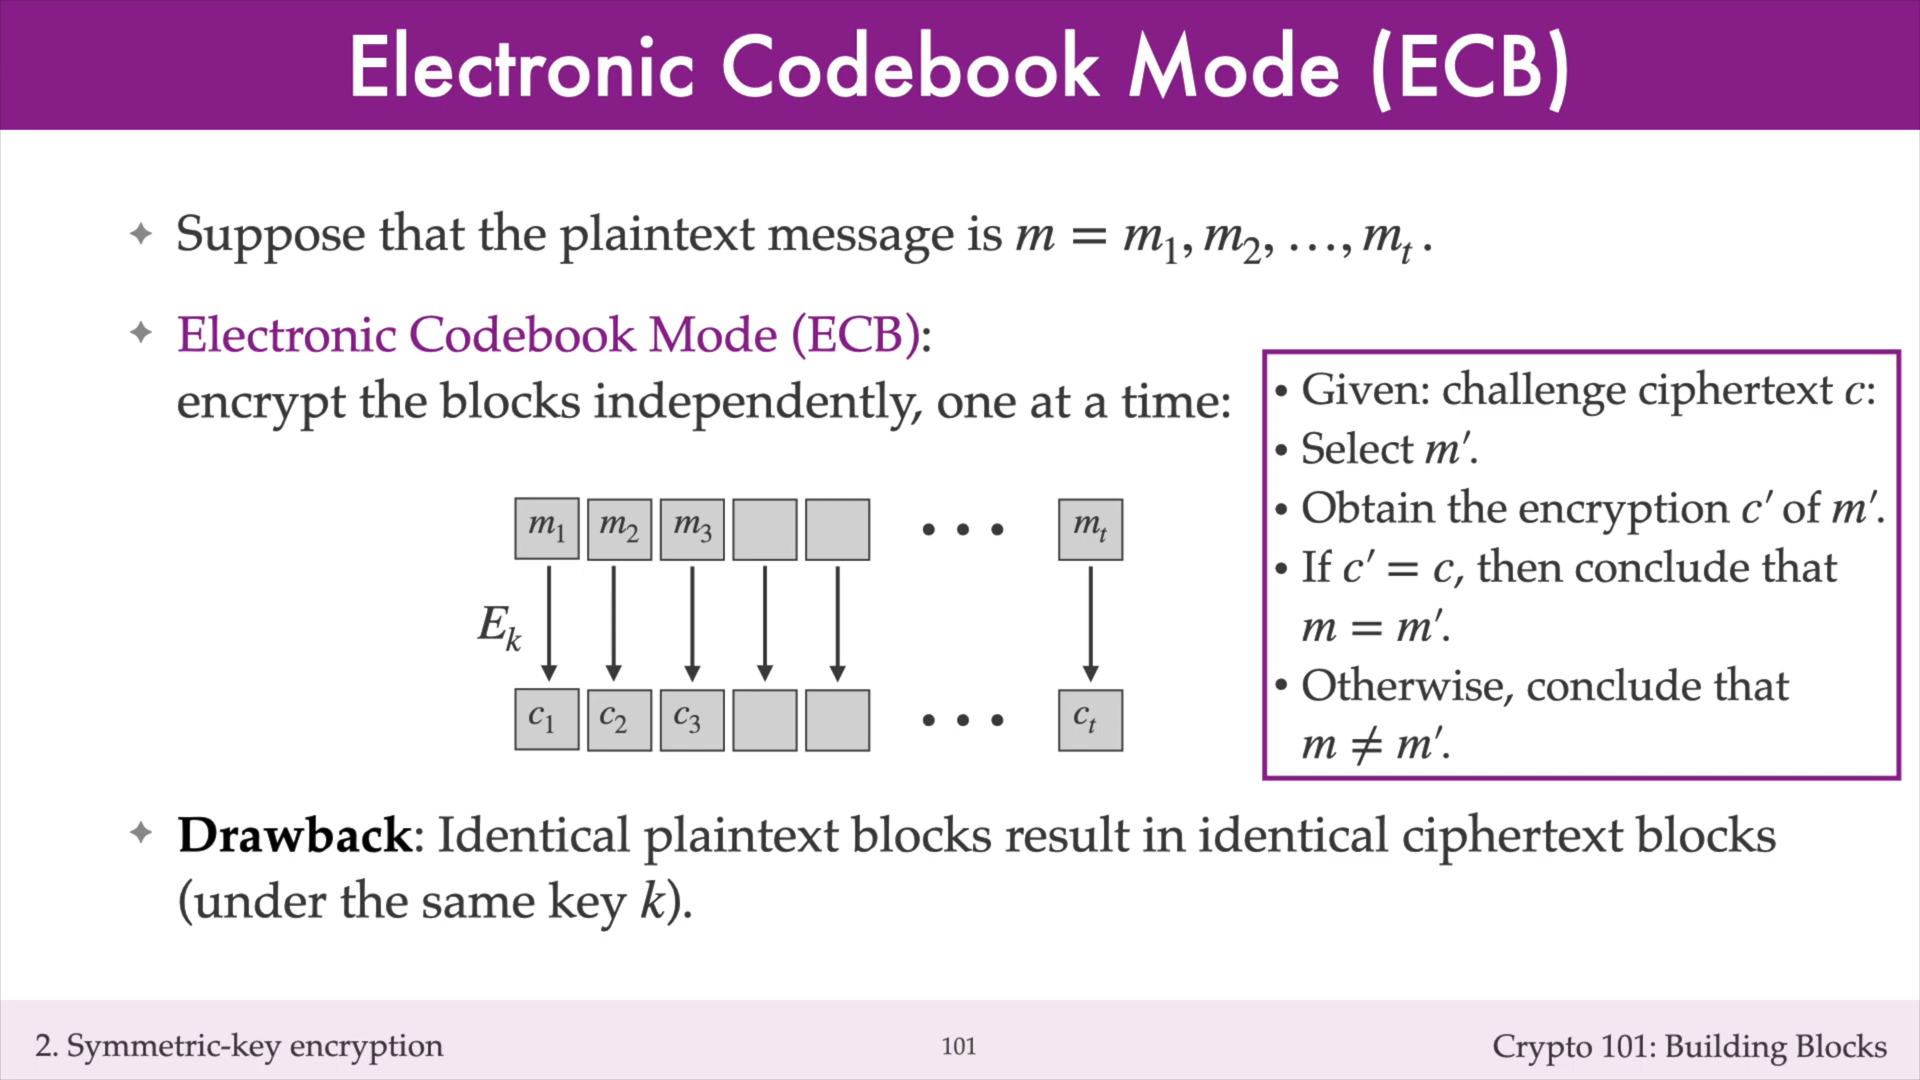 Electronic Codebook Mode (ECB)
✦ Suppose that the plaintext message is m = m₁, m₂, …, mₜ .
✦ Electronic Codebook Mode (ECB):
encrypt the blocks independently, one at a time:
m₁ m₂ m₃ • • • mₜ
Eₖ
c₁ c₂ c₃ • • • cₜ
• Given: challenge ciphertext c:
• Select m′.
• Obtain the encryption c′ of m′.
• If c′ = c, then conclude that
m = m′.
• Otherwise, conclude that
m ≠ m′.
✦ Drawback: Identical plaintext blocks result in identical ciphertext blocks
(under the same key k).
2. Symmetric-key encryption
101
Crypto 101: Building Blocks